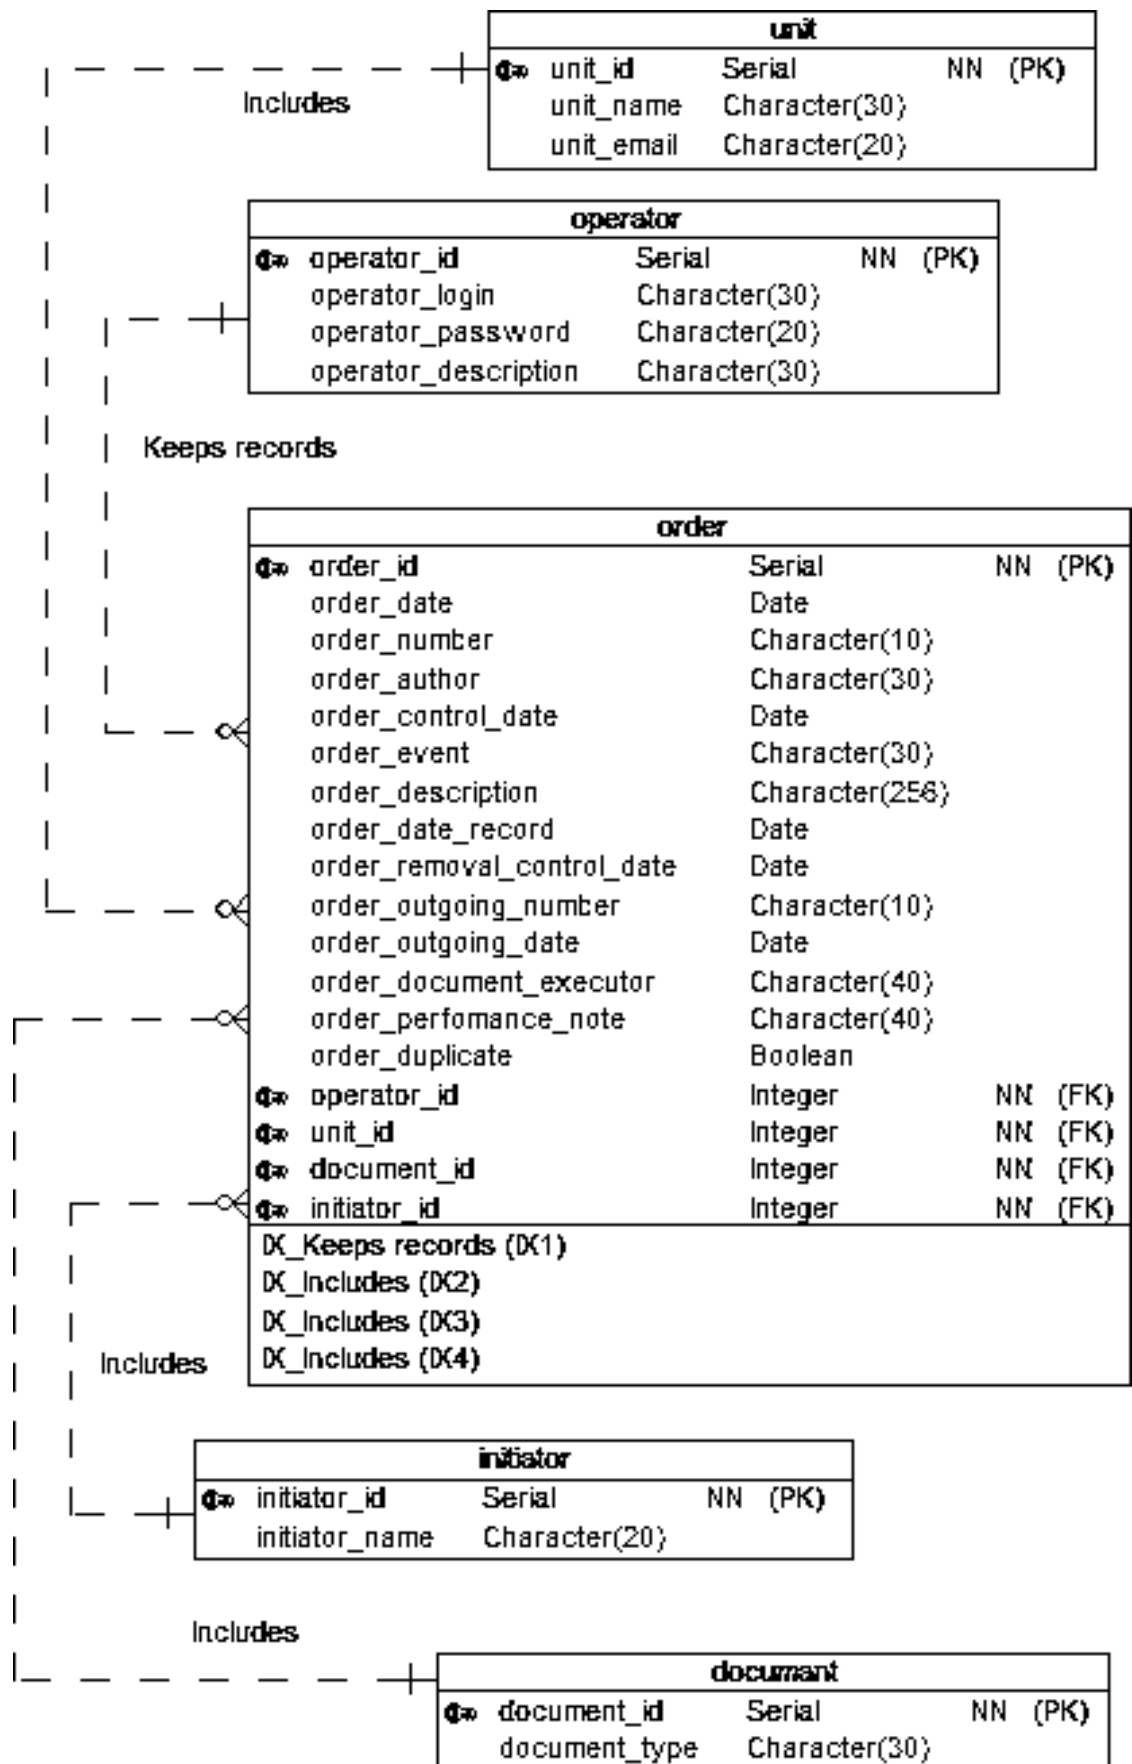 unit
unit_id Serial NN (PK)
Includes
unit_name Character(30)
unit_email Character(20)
operator
operator_id Serial NN (PK)
operator_login Character(30)
operator_password Character(20)
operator_description Character(30)
Keeps records
order
order_id Serial NN (PK)
order_date Date
order_number Character(10)
order_author Character(30)
order_control_date Date
order_event Character(30)
order_description Character(256)
order_date_record Date
order_removal_control_date Date
order_outgoing_number Character(10)
order_outgoing_date Date
order_document_executor Character(40)
order_perfomance_note Character(40)
order_duplicate Boolean
operator_id Integer NN (FK)
unit_id Integer NN (FK)
document_id Integer NN (FK)
initiator_id Integer NN (FK)
IX_Keeps records (IX1)
IX_Includes (IX2)
IX_Includes (IX3)
IX_Includes (IX4)
Includes
initiator
initiator_id Serial NN (PK)
initiator_name Character(20)
Includes
documant
document_id Serial NN (PK)
document_type Character(30)